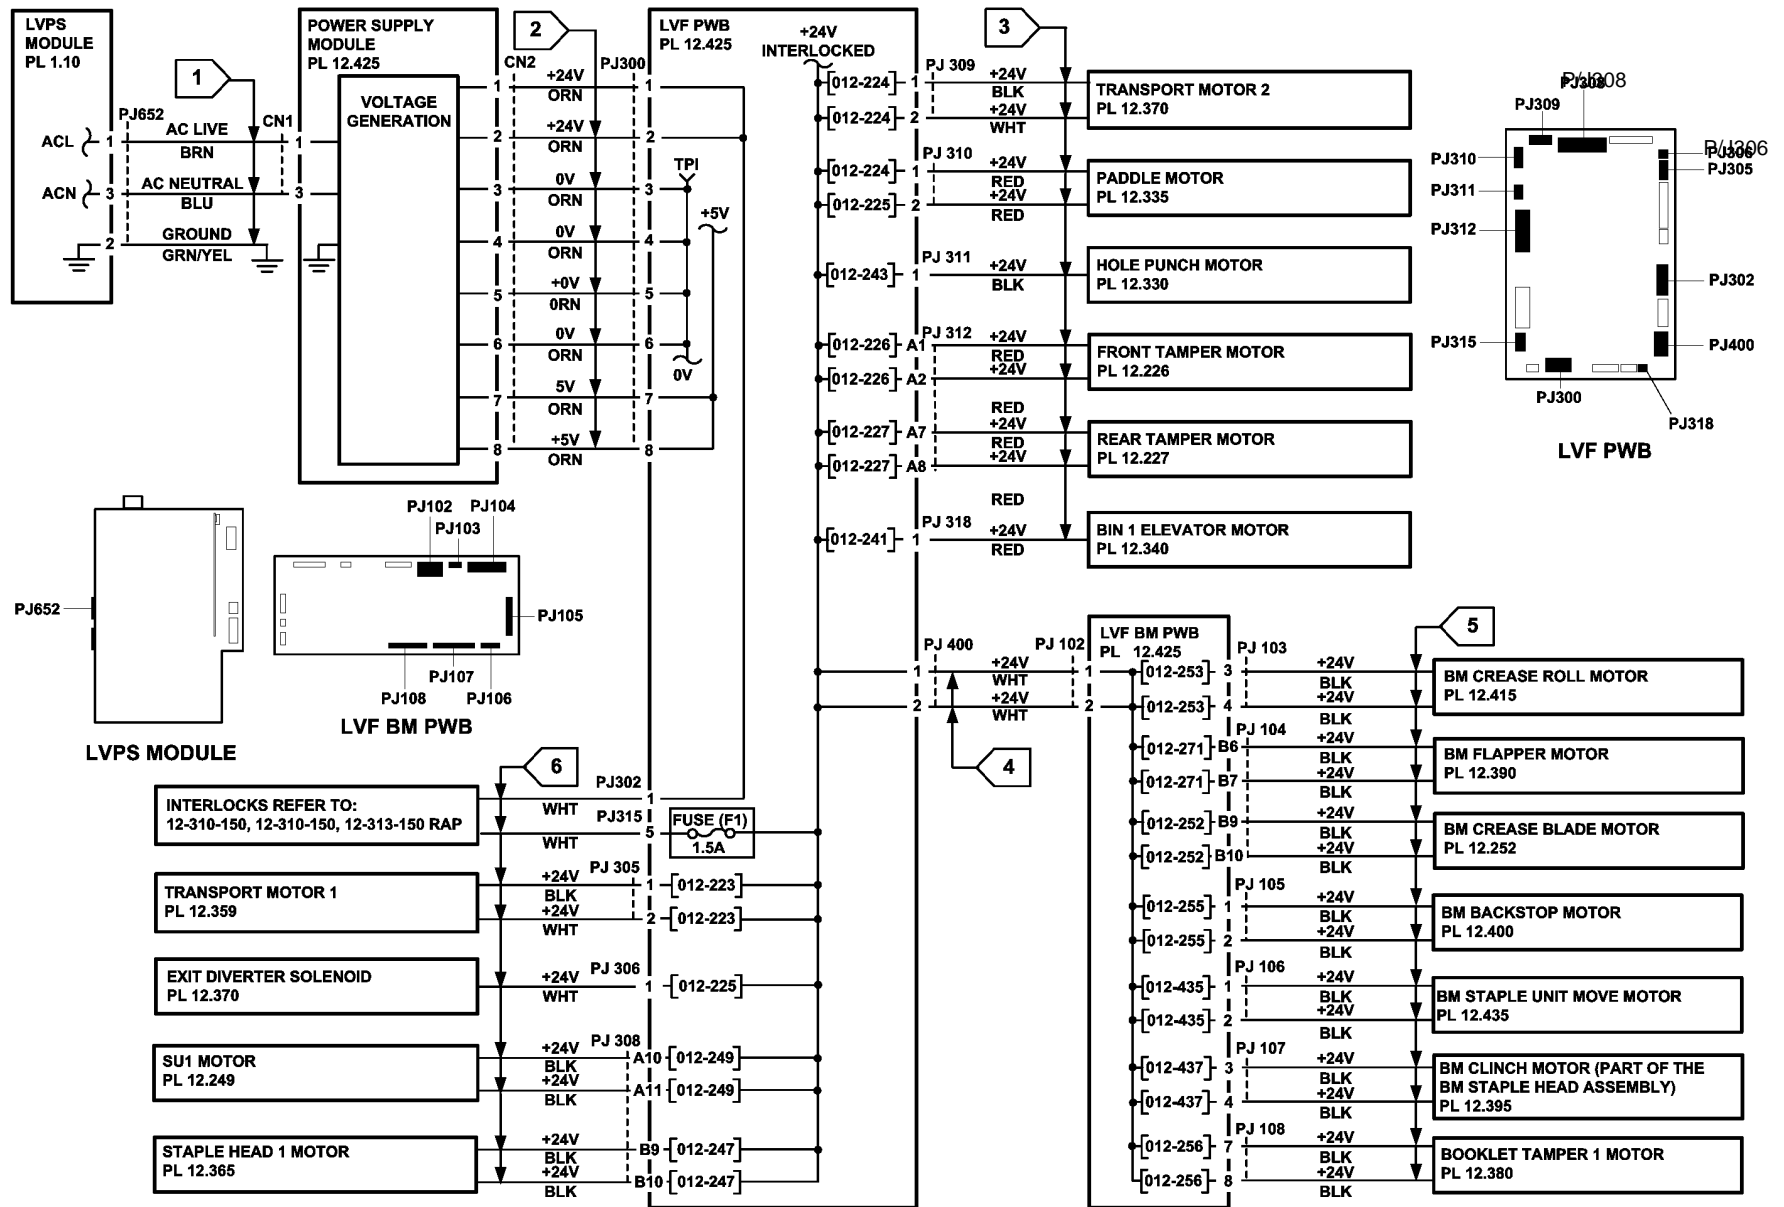 LVPS
MODULE
PL 1.10
ACL
ACN
1
3
2
PJ652
AC LIVE
BRN
AC NEUTRAL
BLU
GROUND
GRN/YEL
1
CN1
1
3
POWER SUPPLY
MODULE
PL 12.425
VOLTAGE
GENERATION
CN2
2
PJ300
1 +24V 1
ORN
2 +24V 2
ORN
3 0V 3
ORN
4 0V 4
ORN
5 +0V 5
0RN
6 0V 6
ORN
7 5V 7
ORN
8 +5V 8
ORN
LVF PWB
PL 12.425
TPI
+5V
0V
+24V
INTERLOCKED
3
PJ 309
012-224 1 +24V
BLK
012-224 2 +24V
WHT
TRANSPORT MOTOR 2
PL 12.370
PJ 310
012-224 1 +24V
RED
012-225 2 +24V
RED
PADDLE MOTOR
PL 12.335
PJ 311
012-243 1 +24V
BLK
HOLE PUNCH MOTOR
PL 12.330
PJ 312
012-226 A1 +24V
RED
012-226 A2 +24V
RED
FRONT TAMPER MOTOR
PL 12.226
012-227 A7 +24V
RED
012-227 A8 +24V
RED
REAR TAMPER MOTOR
PL 12.227
PJ 318
012-241 1 +24V
RED
BIN 1 ELEVATOR MOTOR
PL 12.340
P/J308
PJ308
PJ309
PJ310
PJ311
PJ312
PJ315
PJ300
P/J306
PJ306
PJ305
PJ302
PJ400
PJ318
LVF PWB
PJ652
LVPS MODULE
PJ102
PJ104
PJ103
PJ105
PJ107
PJ108
PJ106
LVF BM PWB
PJ 400
PJ 102
1 +24V 1
WHT
2 +24V 2
WHT
4
LVF BM PWB
PL 12.425
5
PJ 103
012-253 3 +24V
BLK
012-253 4 +24V
BLK
BM CREASE ROLL MOTOR
PL 12.415
PJ 104
012-271 B6 +24V
BLK
012-271 B7 +24V
BLK
BM FLAPPER MOTOR
PL 12.390
012-252 B9 +24V
BLK
012-252 B10 +24V
BLK
BM CREASE BLADE MOTOR
PL 12.252
PJ 105
012-255 1 +24V
BLK
012-255 2 +24V
BLK
BM BACKSTOP MOTOR
PL 12.400
PJ 106
012-435 1 +24V
BLK
012-435 2 +24V
BLK
BM STAPLE UNIT MOVE MOTOR
PL 12.435
PJ 107
012-437 3 +24V
BLK
012-437 4 +24V
BLK
BM CLINCH MOTOR (PART OF THE
BM STAPLE HEAD ASSEMBLY)
PL 12.395
PJ 108
012-256 7 +24V
BLK
012-256 8 +24V
BLK
BOOKLET TAMPER 1 MOTOR
PL 12.380
6
INTERLOCKS REFER TO:
12-310-150, 12-310-150, 12-313-150 RAP
PJ302
WHT 1
PJ315
WHT 5
FUSE (F1)
1.5A
TRANSPORT MOTOR 1
PL 12.359
PJ 305
+24V 1 012-223
BLK
+24V 2 012-223
WHT
EXIT DIVERTER SOLENOID
PL 12.370
PJ 306
+24V 1 012-225
WHT
SU1 MOTOR
PL 12.249
PJ 308
+24V A10 012-249
BLK
+24V A11 012-249
BLK
STAPLE HEAD 1 MOTOR
PL 12.365
+24V B9 012-247
BLK
+24V B10 012-247
BLK